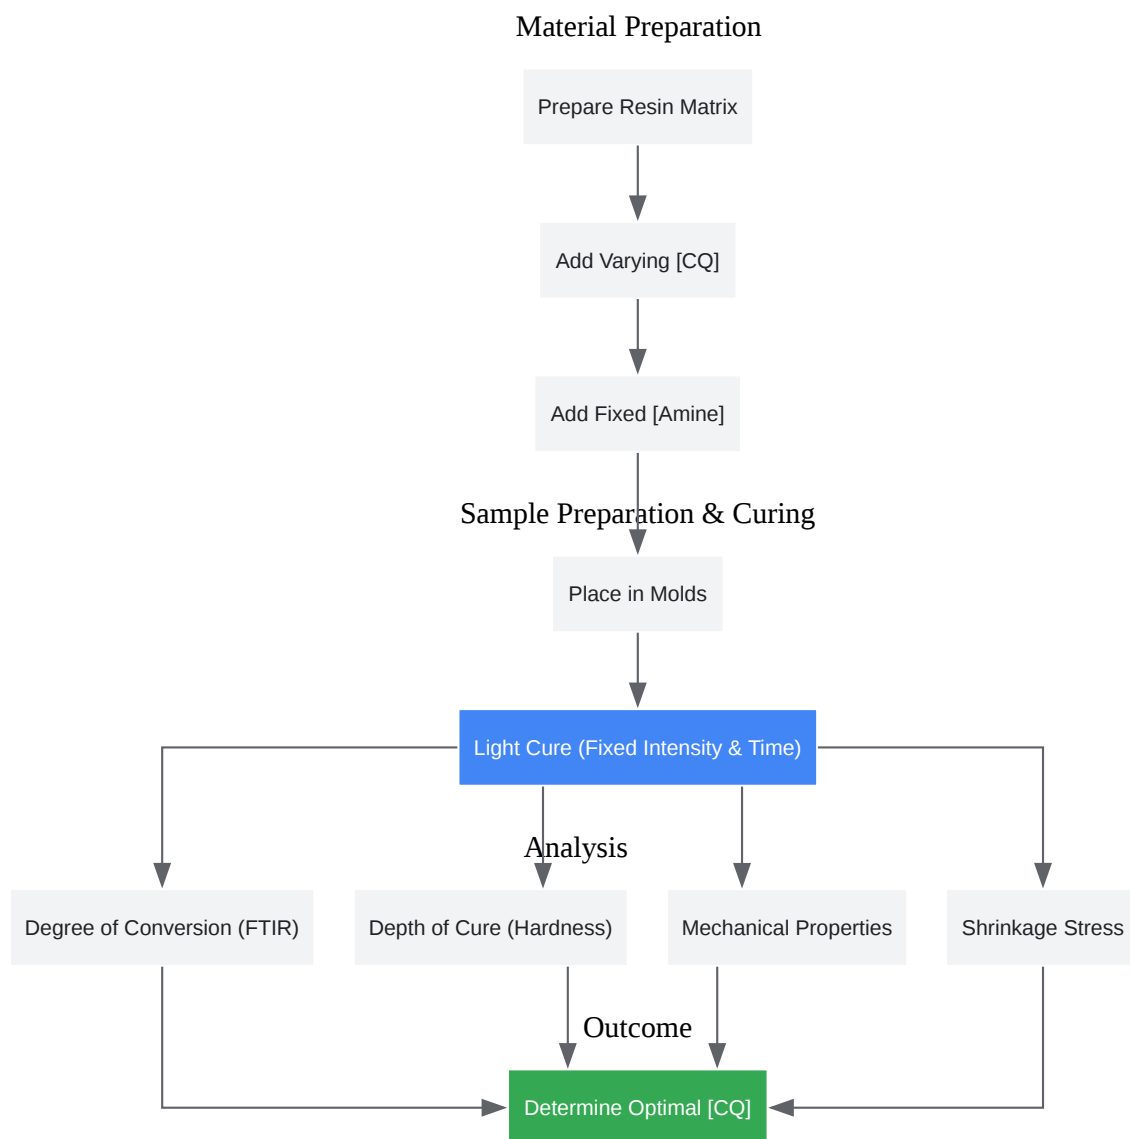 Material Preparation
Prepare Resin Matrix
Add Varying [CQ]
Add Fixed [Amine]
Sample Preparation & Curing
Place in Molds
Light Cure (Fixed Intensity & Time)
Analysis
Degree of Conversion (FTIR)
Depth of Cure (Hardness)
Mechanical Properties
Shrinkage Stress
Outcome
Determine Optimal [CQ]